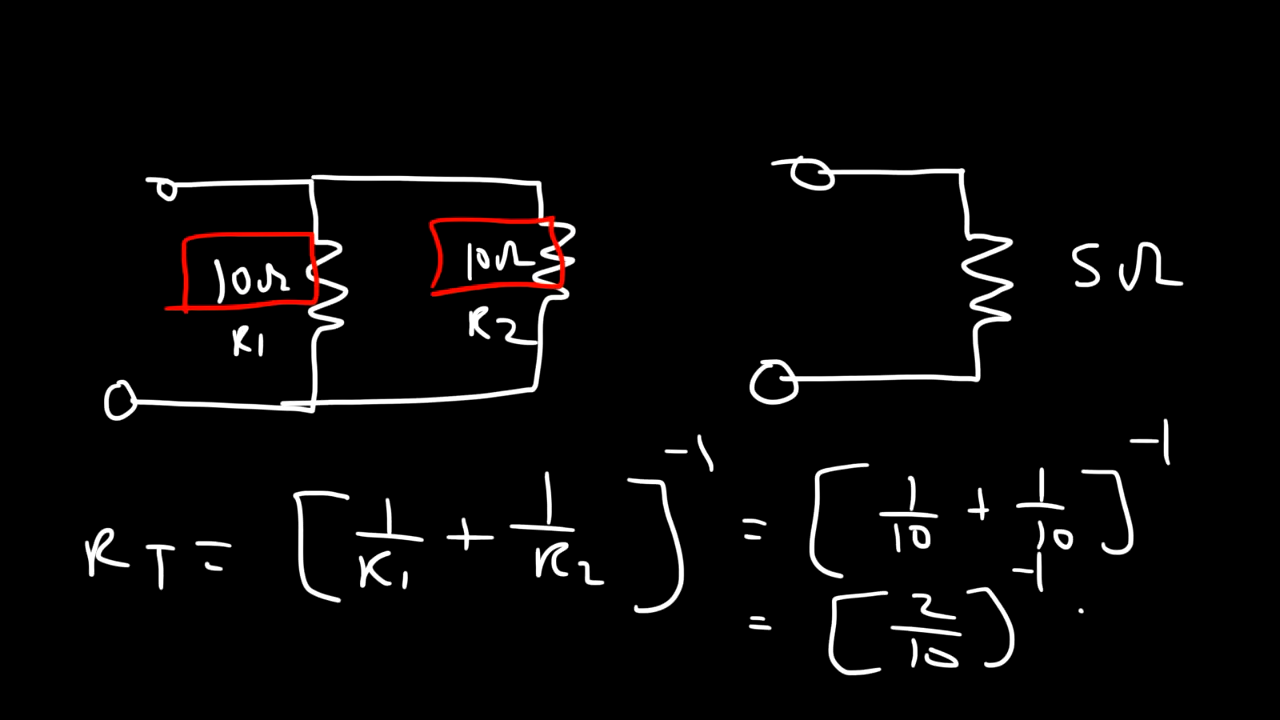 10Ω 10Ω 5Ω
R1 R2
RT = [1/R1 + 1/R2]^-1 = [1/10 + 1/10]^-1
= [2/10)^-1